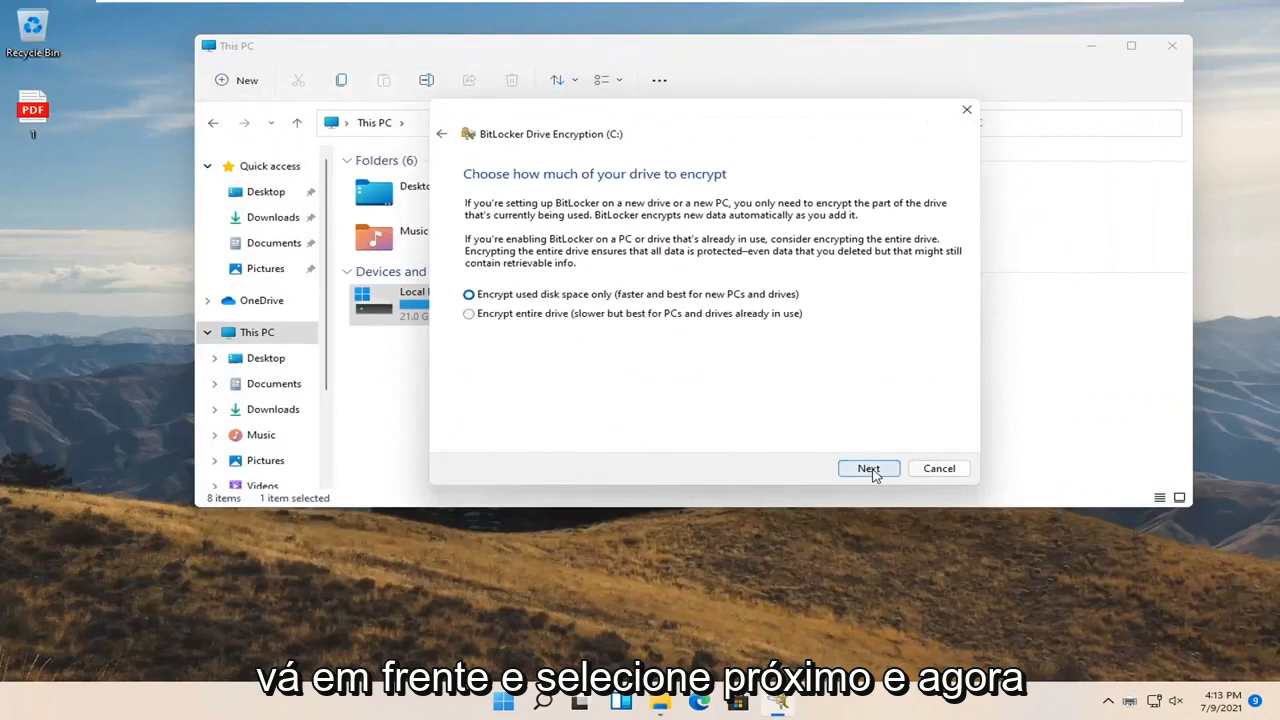 Recycle Bin
PDF
1
This PC
New
This PC
Quick access
Desktop
Downloads
Documents
Pictures
OneDrive
This PC
Desktop
Documents
Downloads
Music
Pictures
Videos
Folders (6)
Deskto
Music
Devices and
Local
21.0 G
BitLocker Drive Encryption (C:)
Choose how much of your drive to encrypt
If you're setting up BitLocker on a new drive or a new PC, you only need to encrypt the part of the drive
that's currently being used. BitLocker encrypts new data automatically as you add it.
If you're enabling BitLocker on a PC or drive that's already in use, consider encrypting the entire drive.
Encrypting the entire drive ensures that all data is protected–even data that you deleted but that might still
contain retrievable info.
Encrypt used disk space only (faster and best for new PCs and drives)
Encrypt entire drive (slower but best for PCs and drives already in use)
Next
Cancel
8 items 1 item selected
vá em frente e selecione próximo e agora
4:13 PM
7/9/2021
9